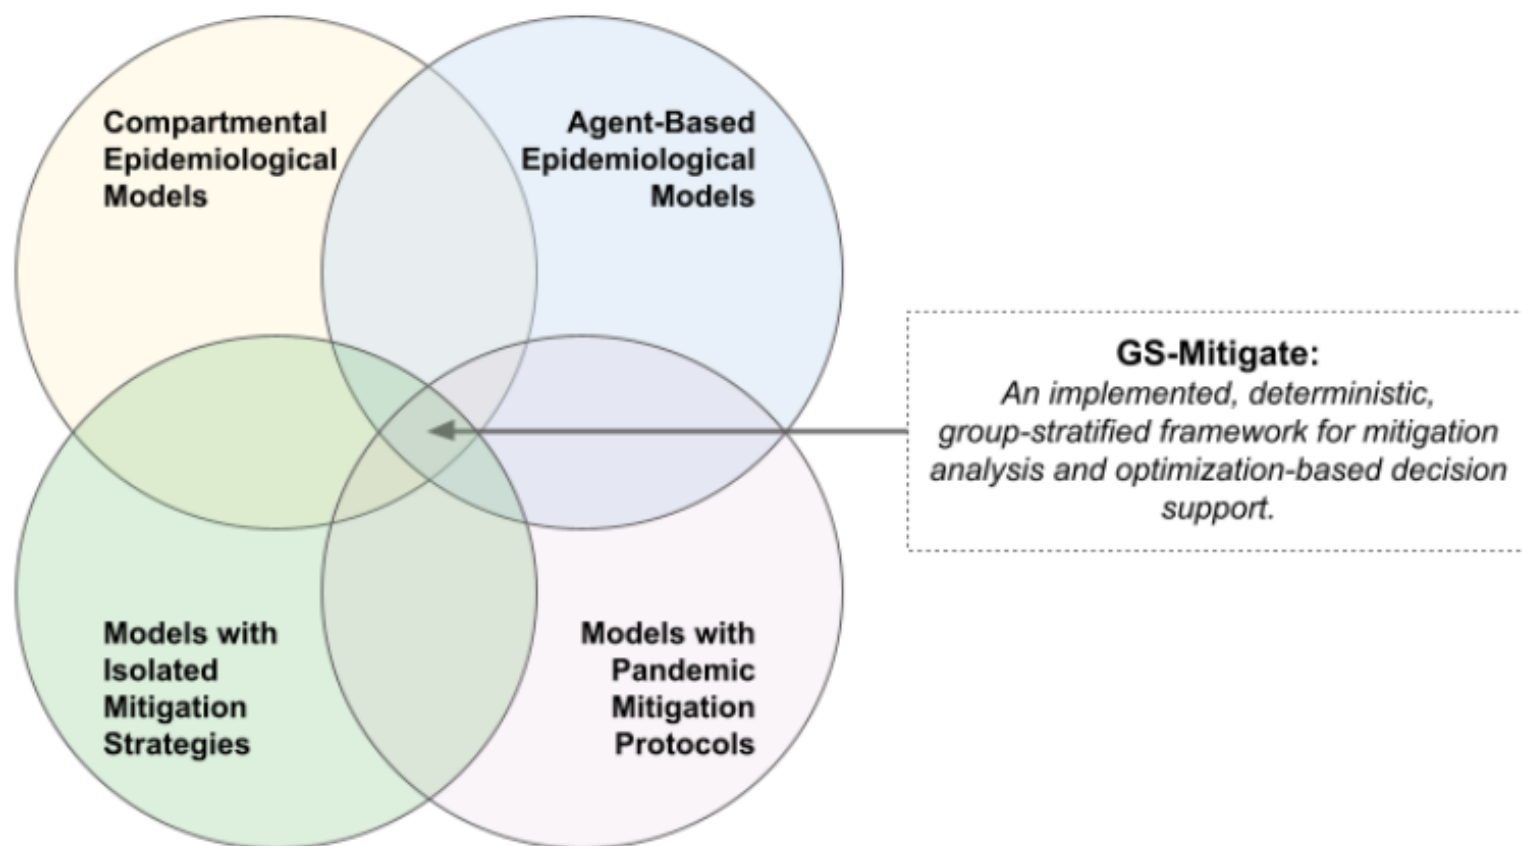 Compartmental
Epidemiological
Models
Agent-Based
Epidemiological
Models
GS-Mitigate:
An implemented, deterministic,
group-stratified framework for mitigation
analysis and optimization-based decision
support.
Models with
Isolated
Mitigation
Strategies
Models with
Pandemic
Mitigation
Protocols